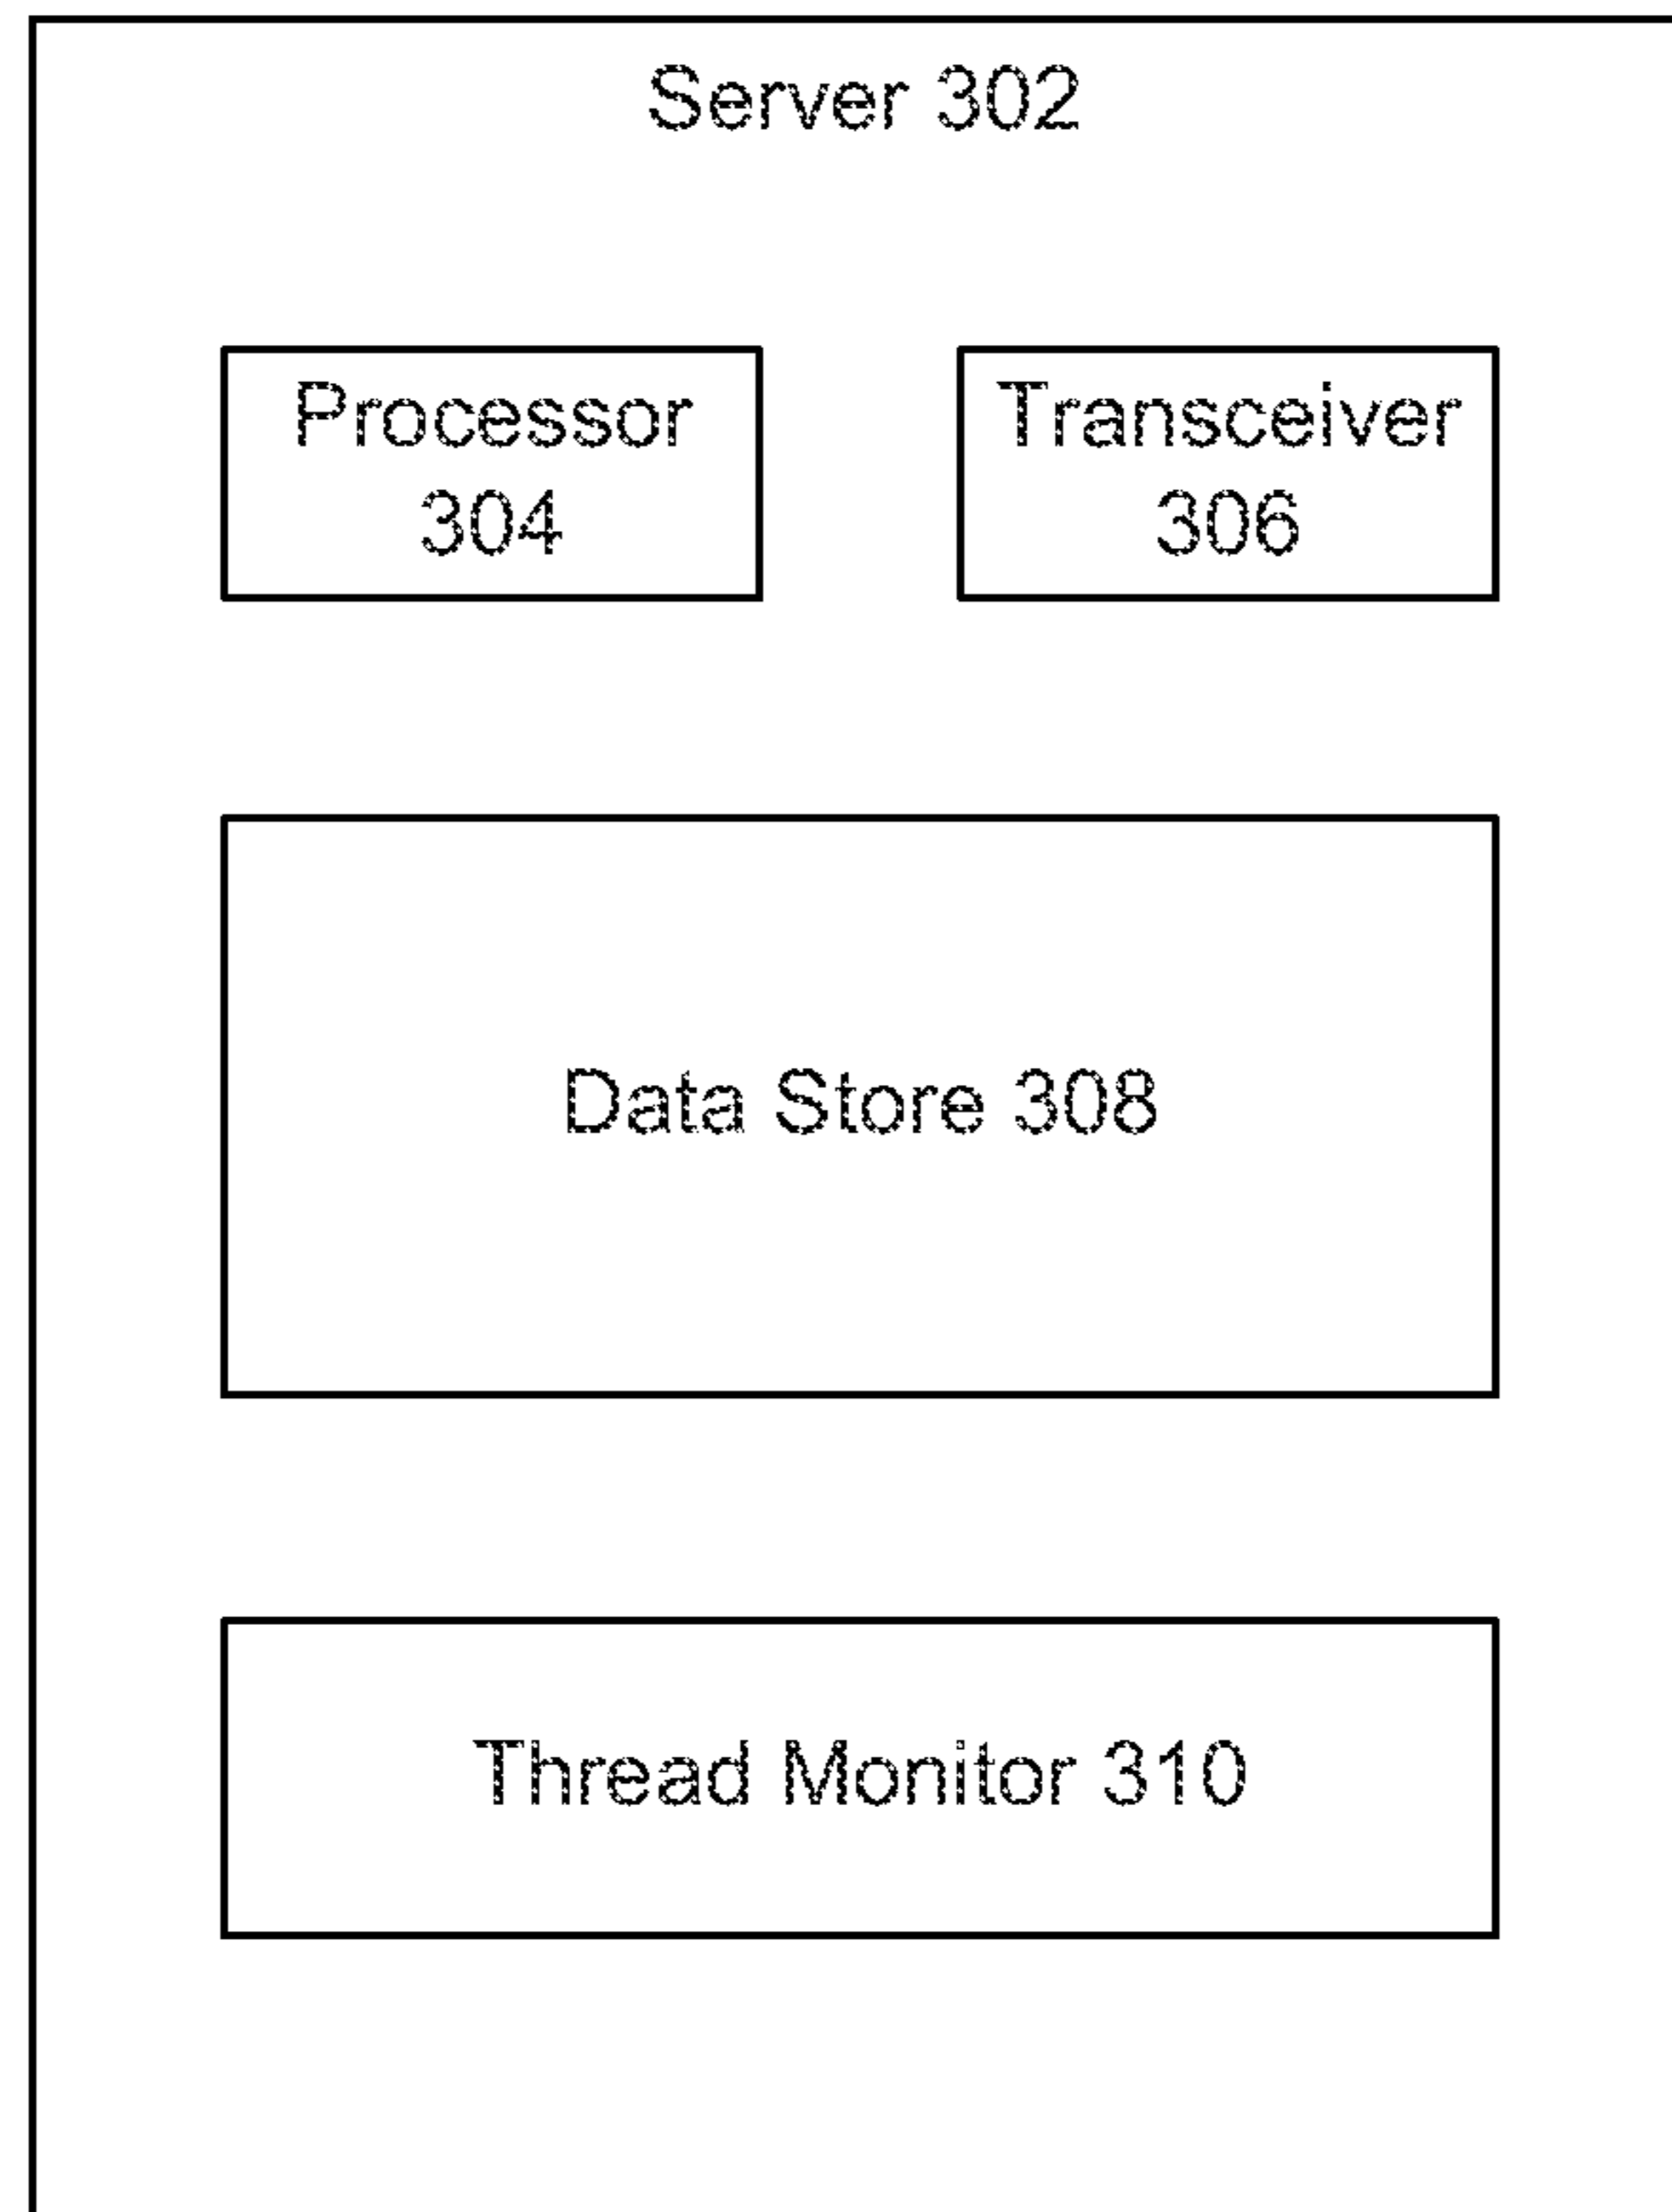 Server 302
Processor
304
Transceiver
306
Data Store 308
Thread Monitor 310